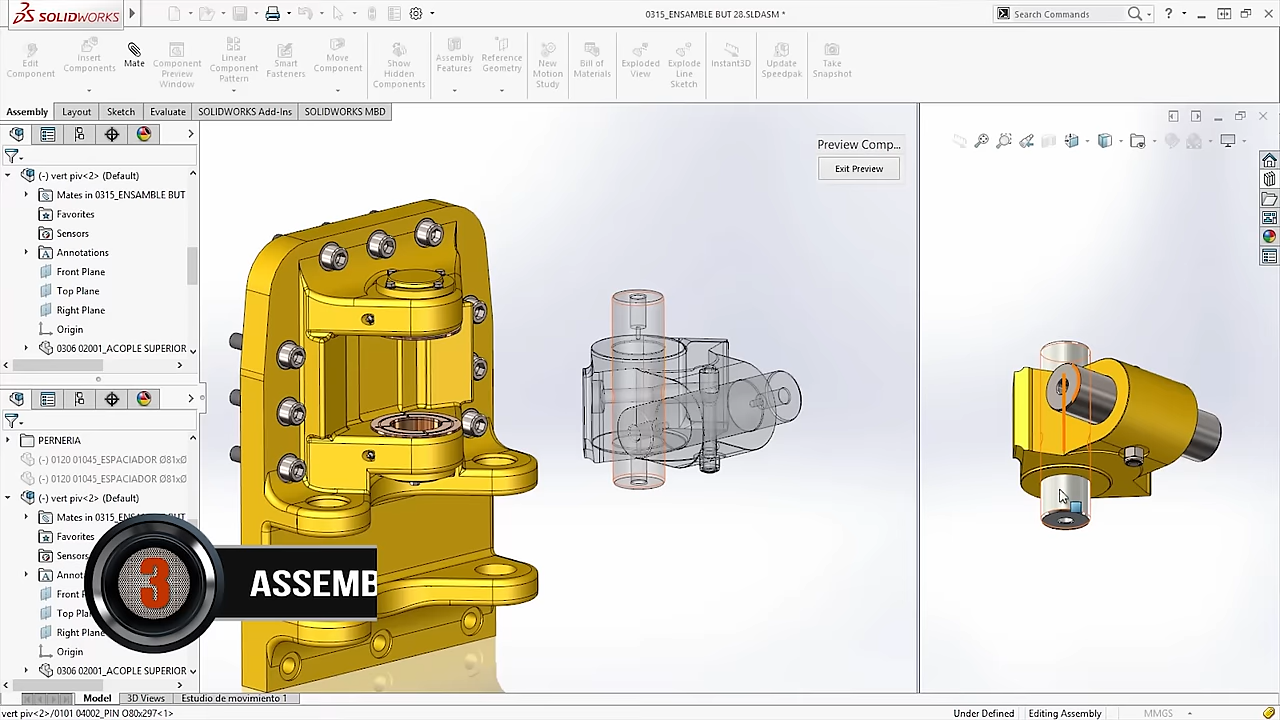 SOLIDWORKS
0315_ENSAMBLE BUT 28.SLDASM *
Search Commands
?
Edit Component
Insert Components
Mate
Component Preview Window
Linear Component Pattern
Smart Fasteners
Move Component
Show Hidden Components
Assembly Features
Reference Geometry
New Motion Study
Bill of Materials
Exploded View
Explode Line Sketch
Instant3D
Update Speedpak
Take Snapshot
Assembly
Layout
Sketch
Evaluate
SOLIDWORKS Add-Ins
SOLIDWORKS MBD
(-) vert piv<2> (Default)
Mates in 0315_ENSAMBLE BUT
Favorites
Sensors
Annotations
Front Plane
Top Plane
Right Plane
Origin
0306 02001_ACOPLE SUPERIOR
Preview Comp...
Exit Preview
PERNERIA
(-) 0120 01045_ESPACIADOR Ø81xØ
(-) 0120 01045_ESPACIADOR Ø81xØ
(-) vert piv<2> (Default)
Mates in 0315_ENSAMBLE BUT
Favorites
Sensors
Annot
Front P
Top Pla
Right Plane
Origin
0306 02001_ACOPLE SUPERIOR
3
ASSEMB
Model
3D Views
Estudio de movimiento 1
vert piv<2>/0101 04002_PIN O80x297<1>
Under Defined
Editing Assembly
MMGS